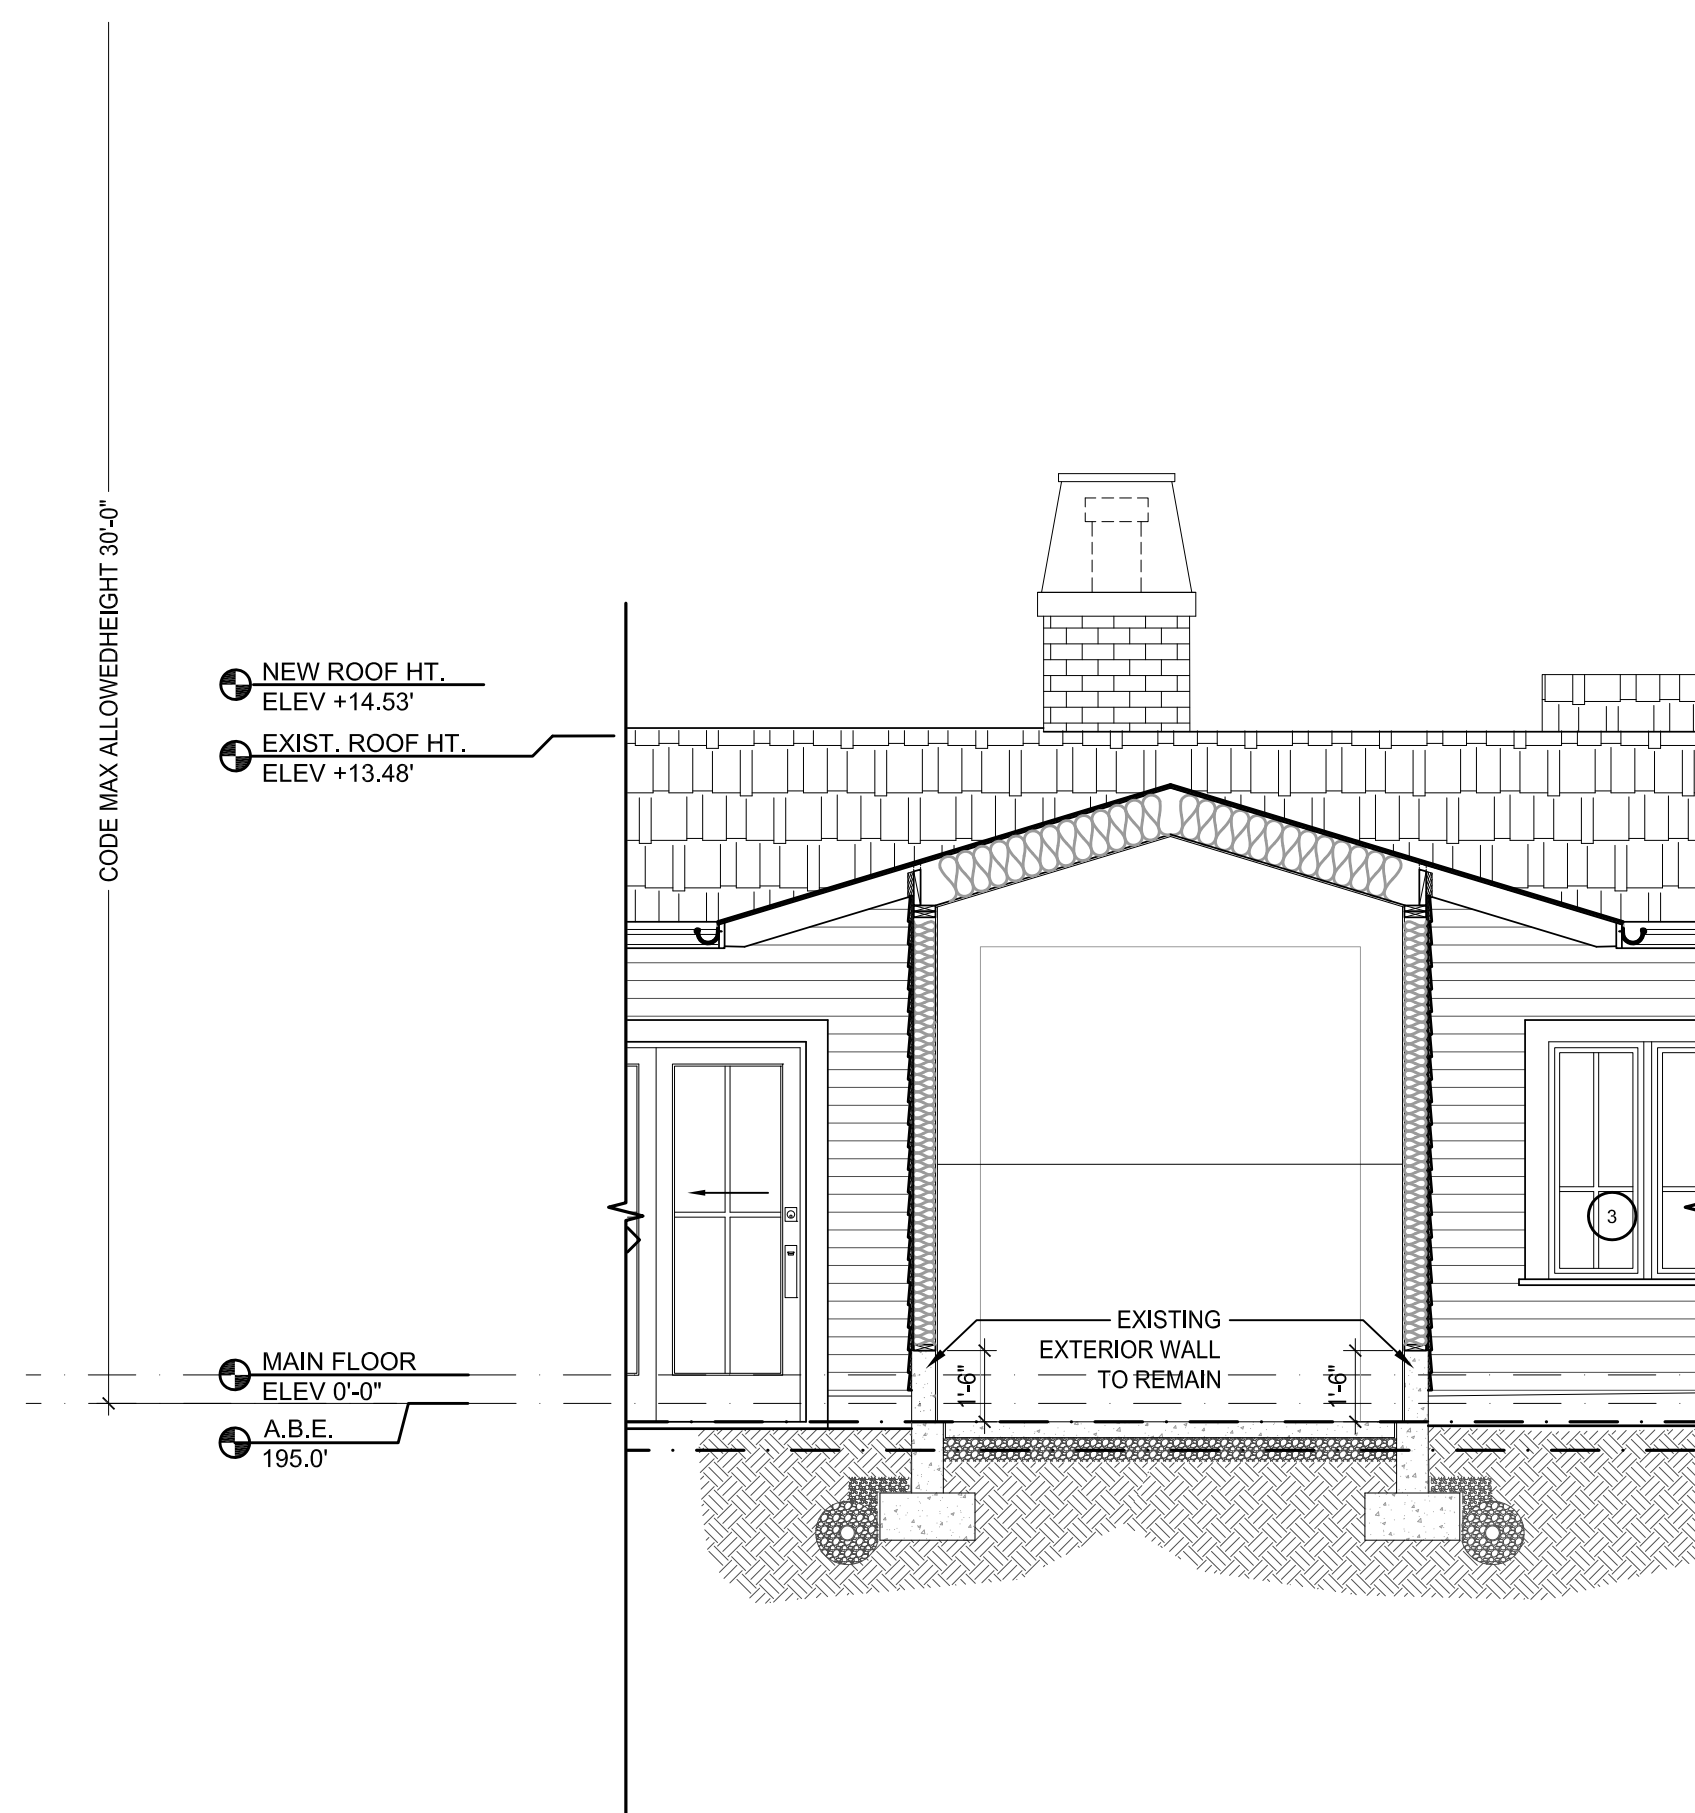 CODE MAX ALLOWEDHEIGHT 30'-0"
NEW ROOF HT.
ELEV +14.53'
EXIST. ROOF HT.
ELEV +13.48'
3
EXISTING
EXTERIOR WALL
TO REMAIN
1'-6"
1'-6"
MAIN FLOOR
ELEV 0'-0"
A.B.E.
195.0'